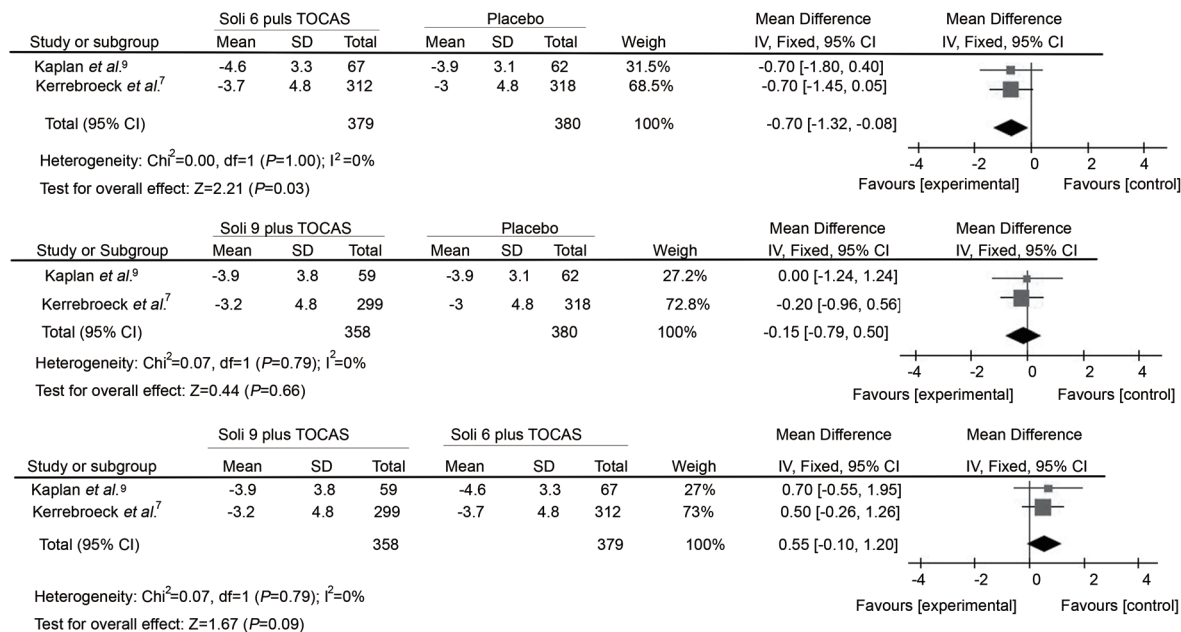 Soli 6 puls TOCAS Placebo Mean Difference Mean Difference
Study or subgroup Mean SD Total Mean SD Total Weigh IV, Fixed, 95% CI IV, Fixed, 95% CI
Kaplan et al.⁹ -4.6 3.3 67 -3.9 3.1 62 31.5% -0.70 [-1.80, 0.40]
Kerrebroeck et al.⁷ -3.7 4.8 312 -3 4.8 318 68.5% -0.70 [-1.45, 0.05]
Total (95% CI) 379 380 100% -0.70 [-1.32, -0.08]
Heterogeneity: Chi²=0.00, df=1 (P=1.00); I²=0%
-4 -2 0 2 4
Test for overall effect: Z=2.21 (P=0.03)
Favours [experimental] Favours [control]
Soli 9 plus TOCAS Placebo Mean Difference Mean Difference
Study or Subgroup Mean SD Total Mean SD Total Weigh IV, Fixed, 95% CI IV, Fixed, 95% CI
Kaplan et al.⁹ -3.9 3.8 59 -3.9 3.1 62 27.2% 0.00 [-1.24, 1.24]
Kerrebroeck et al.⁷ -3.2 4.8 299 -3 4.8 318 72.8% -0.20 [-0.96, 0.56]
Total (95% CI) 358 380 100% -0.15 [-0.79, 0.50]
Heterogeneity: Chi²=0.07, df=1 (P=0.79); I²=0%
-4 -2 0 2 4
Test for overall effect: Z=0.44 (P=0.66)
Favours [experimental] Favours [control]
Soli 9 plus TOCAS Soli 6 plus TOCAS Mean Difference Mean Difference
Study or subgroup Mean SD Total Mean SD Total Weigh IV, Fixed, 95% CI IV, Fixed, 95% CI
Kaplan et al.⁹ -3.9 3.8 59 -4.6 3.3 67 27% 0.70 [-0.55, 1.95]
Kerrebroeck et al.⁷ -3.2 4.8 299 -3.7 4.8 312 73% 0.50 [-0.26, 1.26]
Total (95% CI) 358 379 100% 0.55 [-0.10, 1.20]
-4 -2 0 2 4
Heterogeneity: Chi²=0.07, df=1 (P=0.79); I²=0%
Favours [experimental] Favours [control]
Test for overall effect: Z=1.67 (P=0.09)